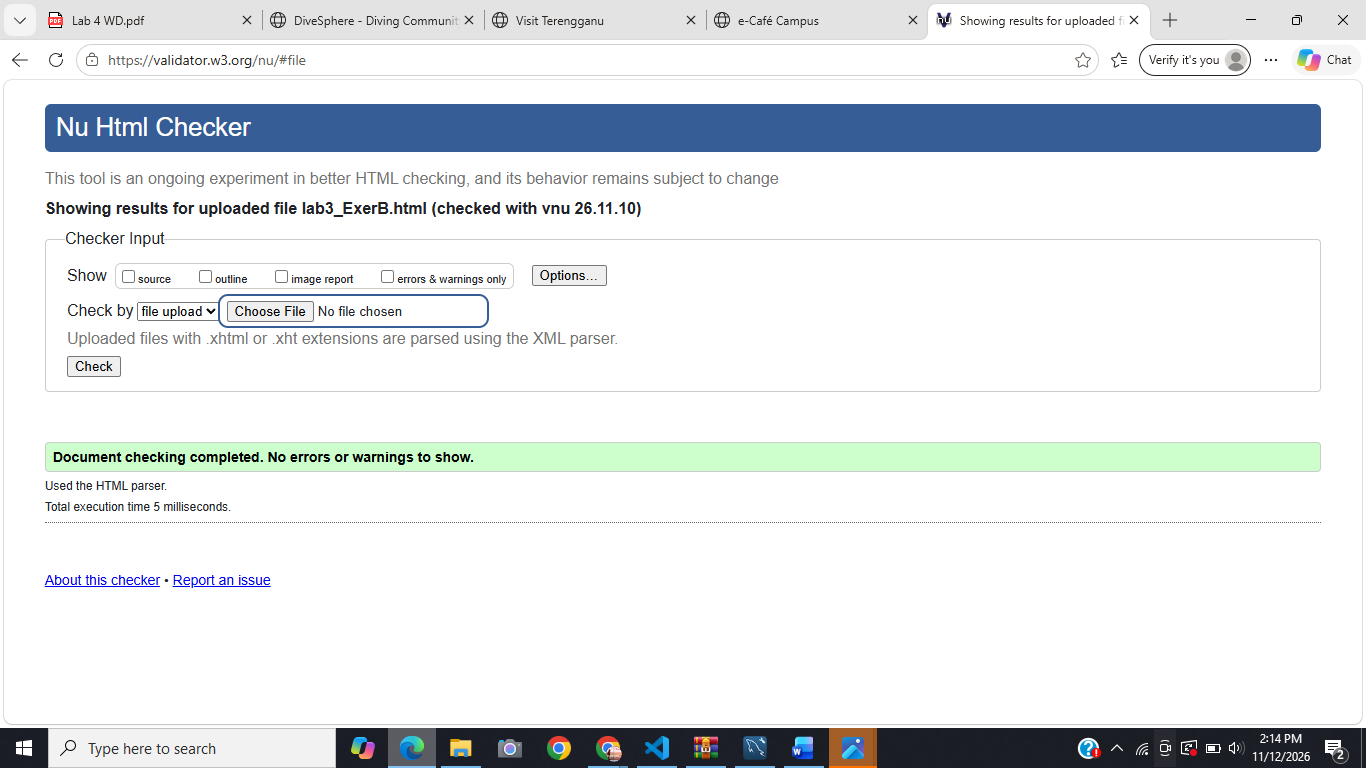 Lab 4 WD.pdf
DiveSphere - Diving Communit
Visit Terengganu
e-Café Campus
Showing results for uploaded f
https://validator.w3.org/nu/#file
Verify it's you
Chat
Nu Html Checker
This tool is an ongoing experiment in better HTML checking, and its behavior remains subject to change
Showing results for uploaded file lab3_ExerB.html (checked with vnu 26.11.10)
Checker Input
Show source outline image report errors & warnings only Options...
Check by file upload Choose File No file chosen
Uploaded files with .xhtml or .xht extensions are parsed using the XML parser.
Check
Document checking completed. No errors or warnings to show.
Used the HTML parser.
Total execution time 5 milliseconds.
About this checker • Report an issue
Type here to search
2:14 PM
11/12/2026
2